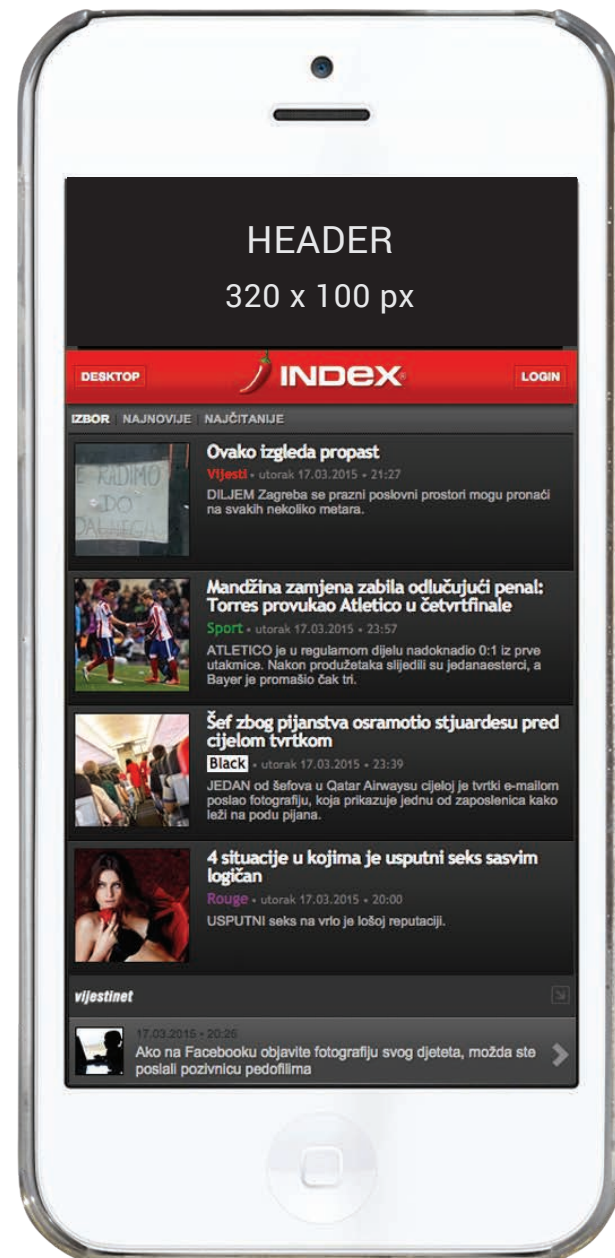 HEADER
320 x 100 px
DESKTOP
INDEX
LOGIN
IZBOR | NAJNOVIJE | NAJČITANIJE
E RADIMO
DO
DALNEGA
Ovako izgleda propast
Vijesti • utorak 17.03.2015 • 21:27
DILJEM Zagreba se prazni poslovni prostori mogu pronaći
na svakih nekoliko metara.
Mandžina zamjena zabila odlučujući penal:
Torres provukao Atletico u četvrtfinale
Sport • utorak 17.03.2015 • 23:57
ATLETICO je u regularnom dijelu nadoknadio 0:1 iz prve
utakmice. Nakon produžetaka slijedili su jedanaesterci, a
Bayer je promašio čak tri.
Šef zbog pijanstva osramotio stjuardesu pred
cijelom tvrtkom
Black • utorak 17.03.2015 • 23:39
JEDAN od šefova u Qatar Airwaysu cijeloj je tvrtki e-mailom
poslao fotografiju, koja prikazuje jednu od zaposlenica kako
leži na podu pijana.
4 situacije u kojima je usputni seks sasvim
logičan
Rouge • utorak 17.03.2015 • 20:00
USPUTNI seks na vrlo je lošoj reputaciji.
vijestinet
17.03.2015 • 20:25
Ako na Facebooku objavite fotografiju svog djeteta, možda ste
poslali pozivnicu pedofilima